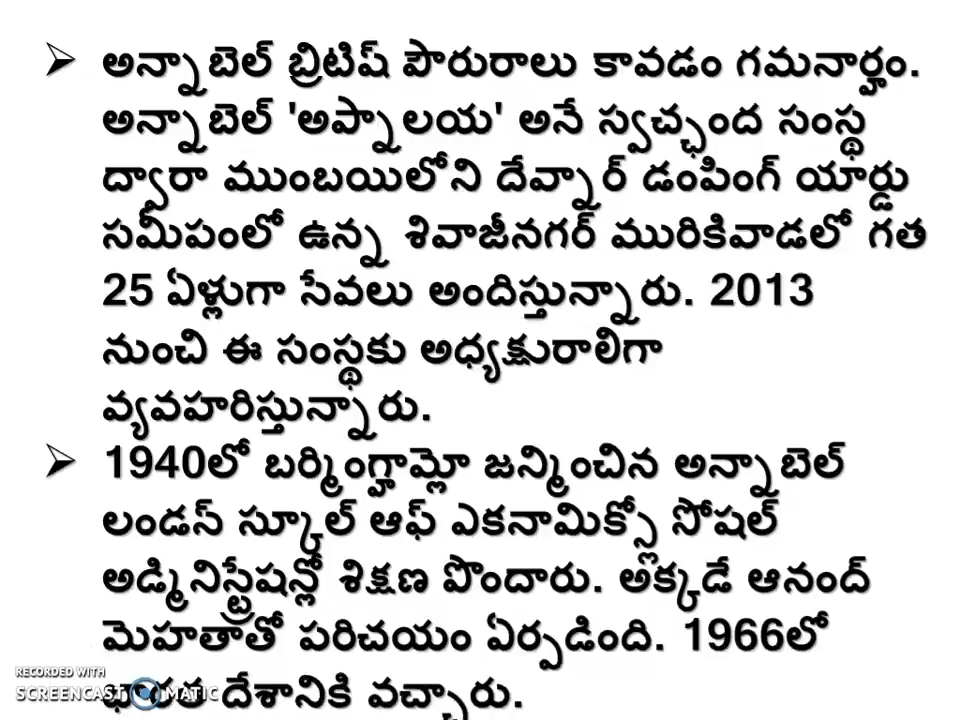 ➢ అన్నాబెల్ బ్రిటిష్ పౌరురాలు కావడం గమనార్హం.
అన్నాబెల్ 'అప్నాలయ' అనే స్వచ్ఛంద సంస్థ
ద్వారా ముంబయిలోని దేవ్నార్ డంపింగ్ యార్డు
సమీపంలో ఉన్న శివాజీనగర్ మురికివాడలో గత
25 ఏళ్లుగా సేవలు అందిస్తున్నారు. 2013
నుంచి ఈ సంస్థకు అధ్యక్షురాలిగా
వ్యవహరిస్తున్నారు.
➢ 1940లో బర్మింగ్హామ్లో జన్మించిన అన్నాబెల్
లండస్ స్కూల్ ఆఫ్ ఎకనామిక్స్లో సోషల్
అడ్మినిస్ట్రేషన్లో శిక్షణ పొందారు. అక్కడే ఆనంద్
మెహతాతో పరిచయం ఏర్పడింది. 1966లో
భారత దేశానికి వచ్చారు.
RECORDED WITH
SCREENCAST MATIC